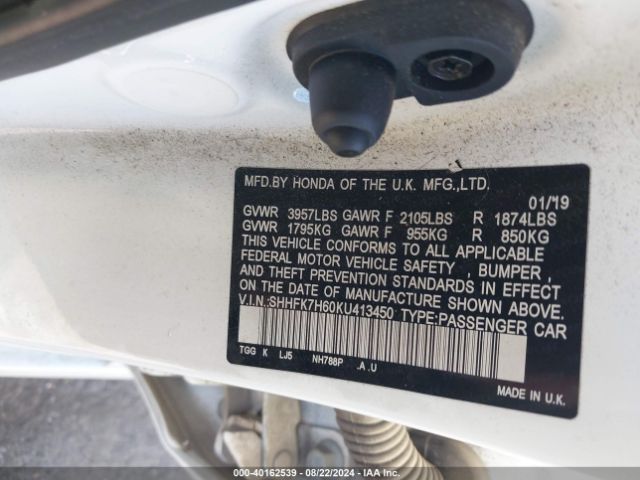 MFD.BY HONDA OF THE U.K. MFG.,LTD.
01/'19
GVWR 3957LBS GAWR F 2105LBS R 1874LBS
GVWR 1795KG GAWR F 955KG R 850KG
THIS VEHICLE CONFORMS TO ALL APPLICABLE
FEDERAL MOTOR VEHICLE SAFETY , BUMPER ,
AND THEFT PREVENTION STANDARDS IN EFFECT
ON THE DATE OF MANUFACTURE SHOWN ABOVE.
V.I.N.:SHHFK7H60KU413450 TYPE:PASSENGER CAR
TGG K LJ5 NH788P .A .U
MADE IN U.K.
000-40162539 - 08/22/2024 - IAA Inc.